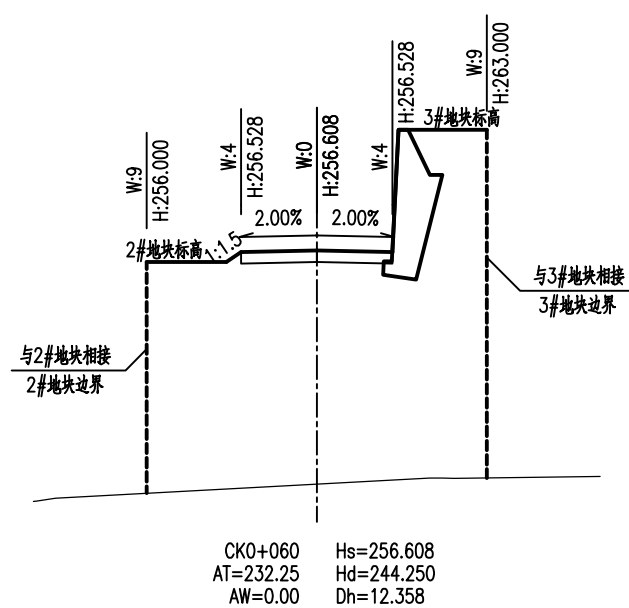 W:9
H:256.000
W:4
H:256.528
W:0
H:256.608
W:4
H:256.528
W:9
H:263.000
3#地块标高
2.00%
2.00%
2#地块标高
1:1.5
与3#地块相接
3#地块边界
与2#地块相接
2#地块边界
CK0+060 Hs=256.608
AT=232.25 Hd=244.250
AW=0.00 Dh=12.358